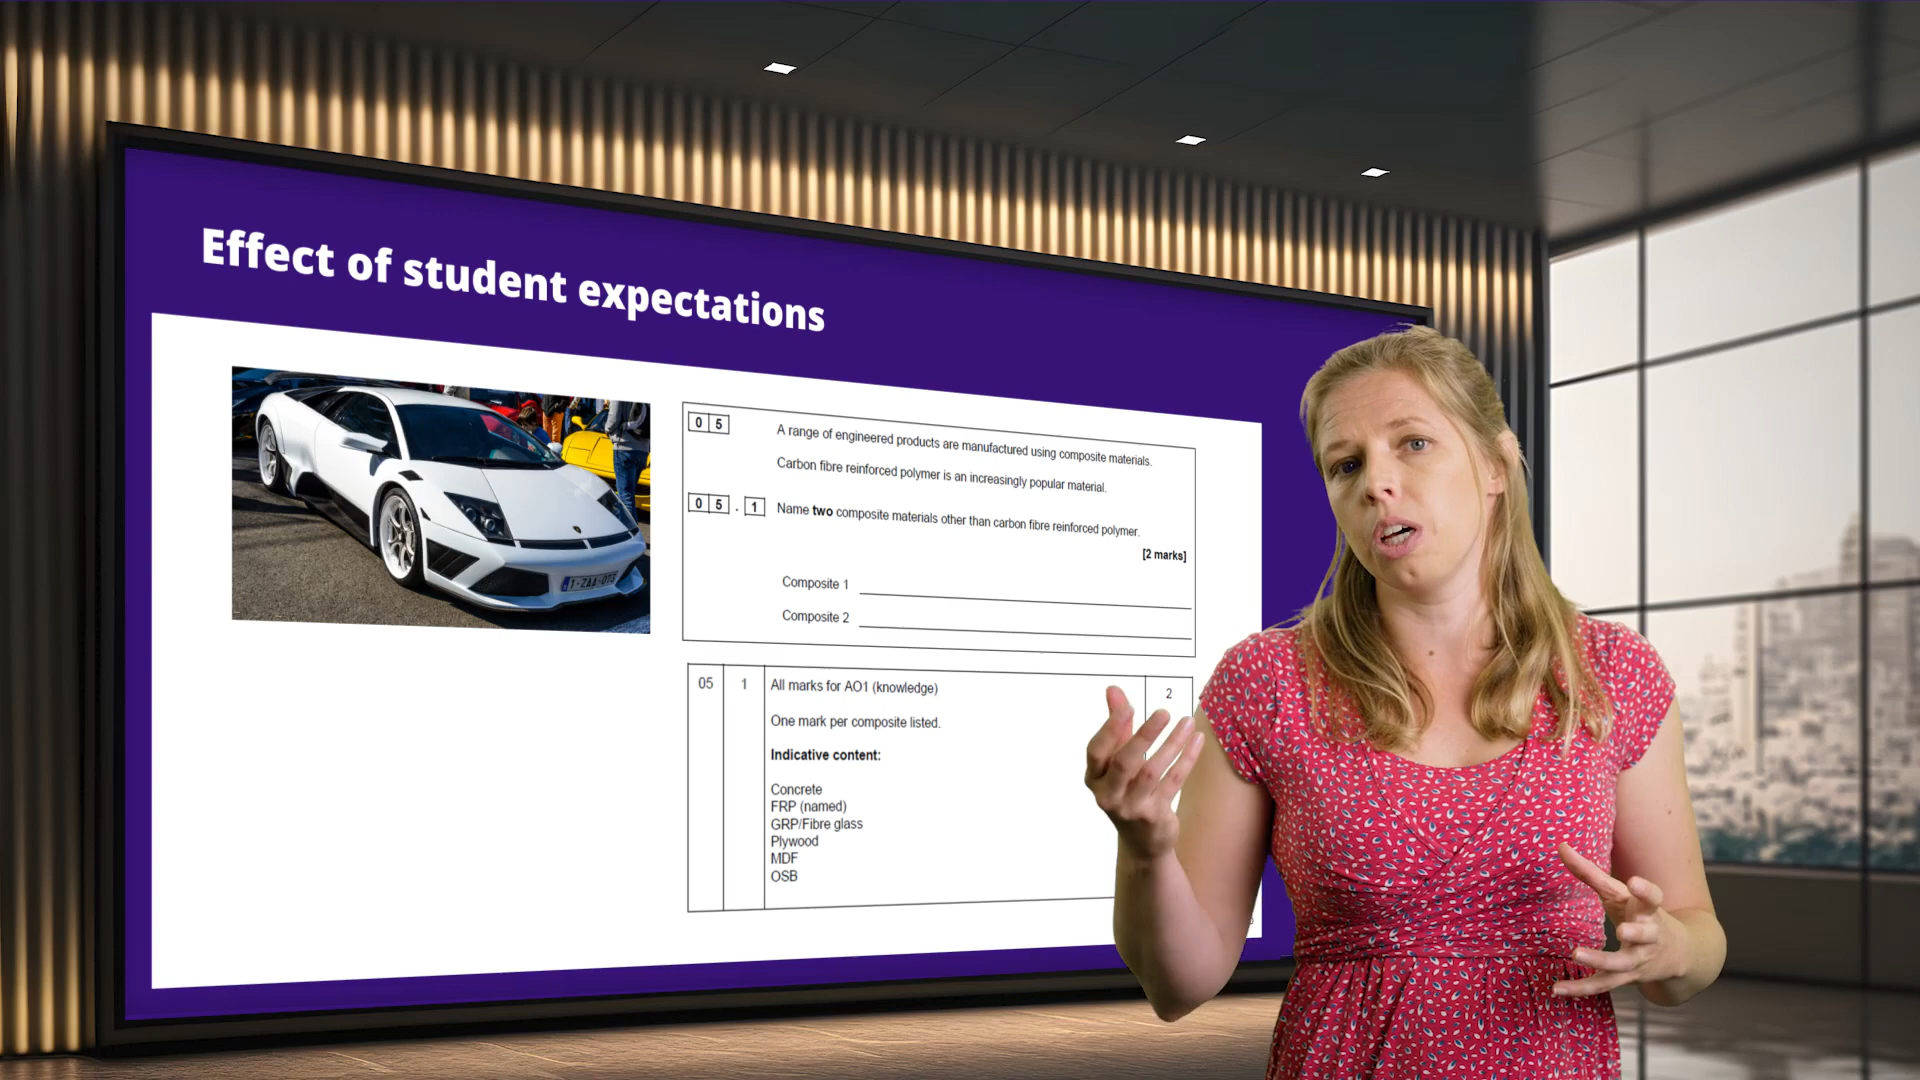 Effect of student expectations
0 5
A range of engineered products are manufactured using composite materials.
Carbon fibre reinforced polymer is an increasingly popular material.
0 5 . 1 Name two composite materials other than carbon fibre reinforced polymer.
[2 marks]
Composite 1
Composite 2
05 1 All marks for AO1 (knowledge) 2
One mark per composite listed.
Indicative content:
Concrete
FRP (named)
GRP/Fibre glass
Plywood
MDF
OSB